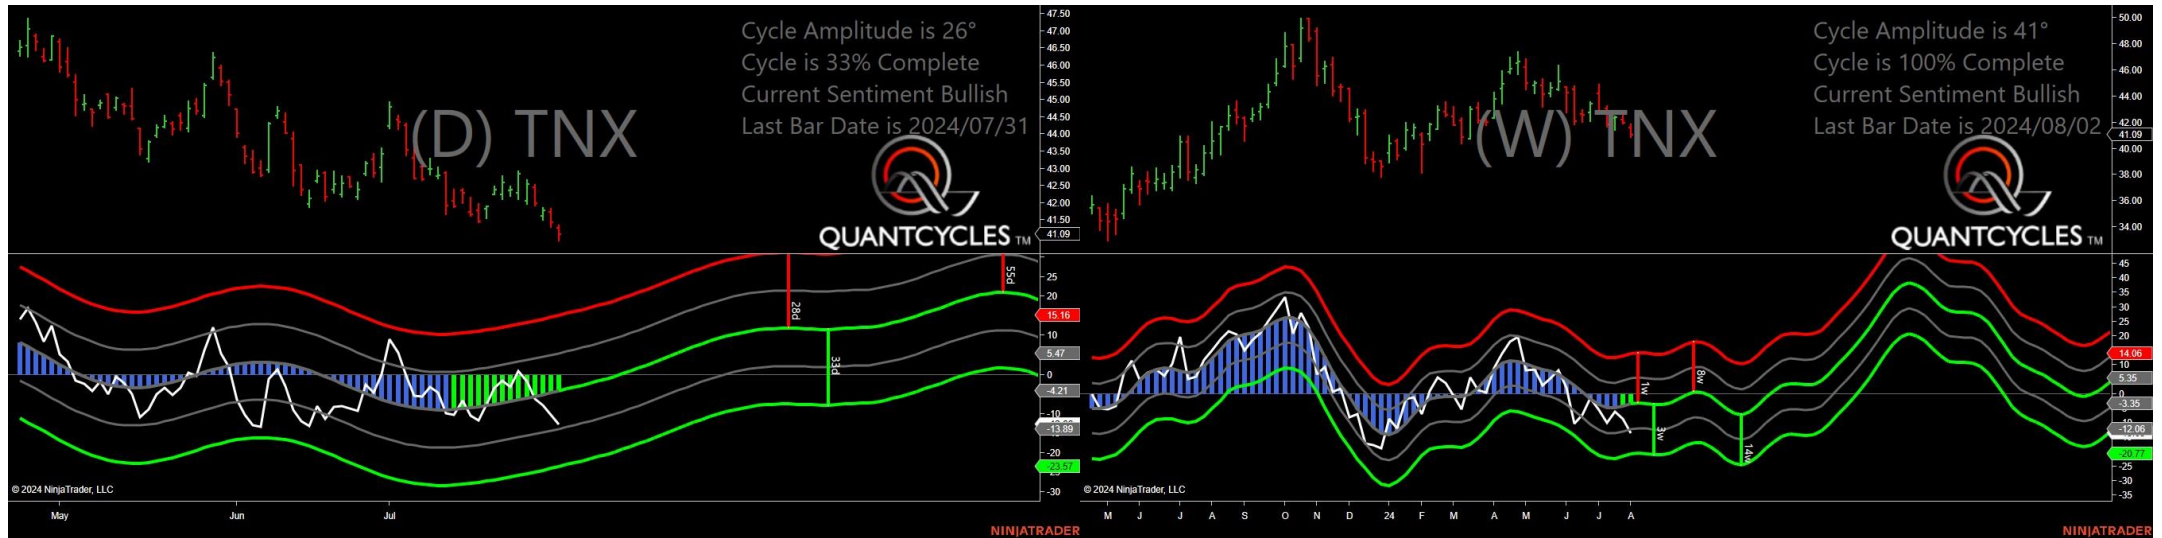 Cycle Amplitude is 26°
Cycle is 33% Complete
Current Sentiment Bullish
Last Bar Date is 2024/07/31
(D) TNX
QUANTCYCLES TM
47.50
47.00
46.50
46.00
45.50
45.00
44.50
44.00
43.50
43.00
42.50
42.00
41.50
41.09
28d
55d
33d
25
20
15.16
10
5.47
0
-4.21
-10
-13.89
-20
-23.57
-30
© 2024 NinjaTrader, LLC
May
Jun
Jul
NINJATRADER
Cycle Amplitude is 41°
Cycle is 100% Complete
Current Sentiment Bullish
Last Bar Date is 2024/08/02
(W) TNX
QUANTCYCLES TM
50.00
48.00
46.00
44.00
42.00
41.09
40.00
38.00
36.00
34.00
1w
8w
3w
14w
45
40
35
30
25
20
14.06
10
5.35
0
-3.35
-12.06
-20.77
-25
-30
-35
© 2024 NinjaTrader, LLC
M J J A S O N D 24 F M A M J J A
NINJATRADER